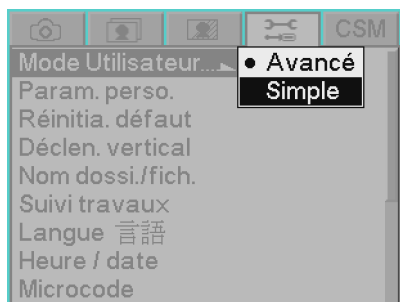 CSM
Mode Utilisateur.... Avancé
Simple
Param. perso.
Réinitia. défaut
Déclen. vertical
Nom dossi./fich.
Suivi travaux
Langue 言語
Heure / date
Microcode